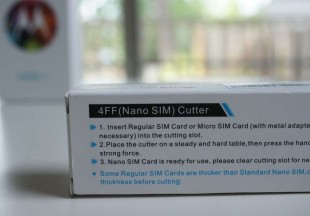 4FF(Nano SIM) Cutter
1. Insert Regular SIM Card or Micro SIM Card (with metal adapte
necessary) into the cutting slot.
2.Place the cutter on a steady and hard table,then press the hand
strong force.
3. Nano SIM Card is ready for use, please clear cutting slot for ne
Some Regular SIM Cards are thicker than Standard Nano SIM,
thickness before cutting.